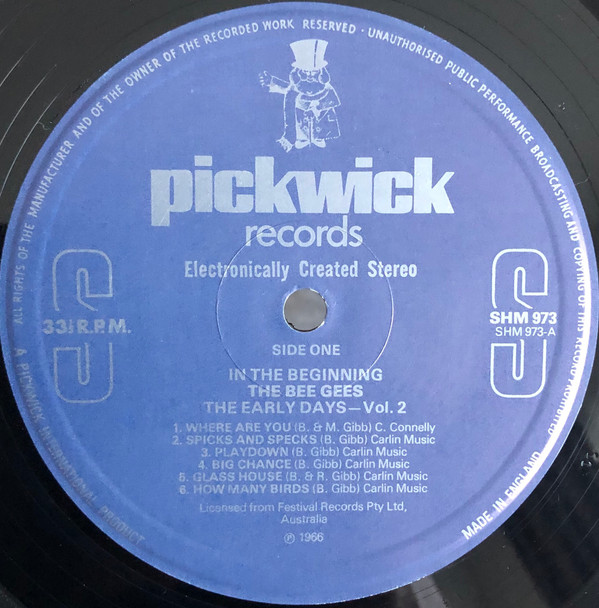 ALL RIGHTS OF THE MANUFACTURER AND OF THE OWNER OF THE RECORDED WORK RESERVED · UNAUTHORISED PUBLIC PERFORMANCE BROADCASTING AND COPYING OF THIS RECORD PROHIBITED
pickwick
records
Electronically Created Stereo
33⅓ R.P.M.
SHM 973
SHM 973-A
SIDE ONE
IN THE BEGINNING
THE BEE GEES
THE EARLY DAYS—Vol. 2
1. WHERE ARE YOU (B. & M. Gibb) C. Connelly
2. SPICKS AND SPECKS (B. Gibb) Carlin Music
3. PLAYDOWN (B. Gibb) Carlin Music
4. BIG CHANCE (B. Gibb) Carlin Music
5. GLASS HOUSE (B. & R. Gibb) Carlin Music
6. HOW MANY BIRDS (B. Gibb) Carlin Music
Licensed from Festival Records Pty Ltd,
Australia
℗ 1966
A PICKWICK INTERNATIONAL PRODUCT
MADE IN ENGLAND